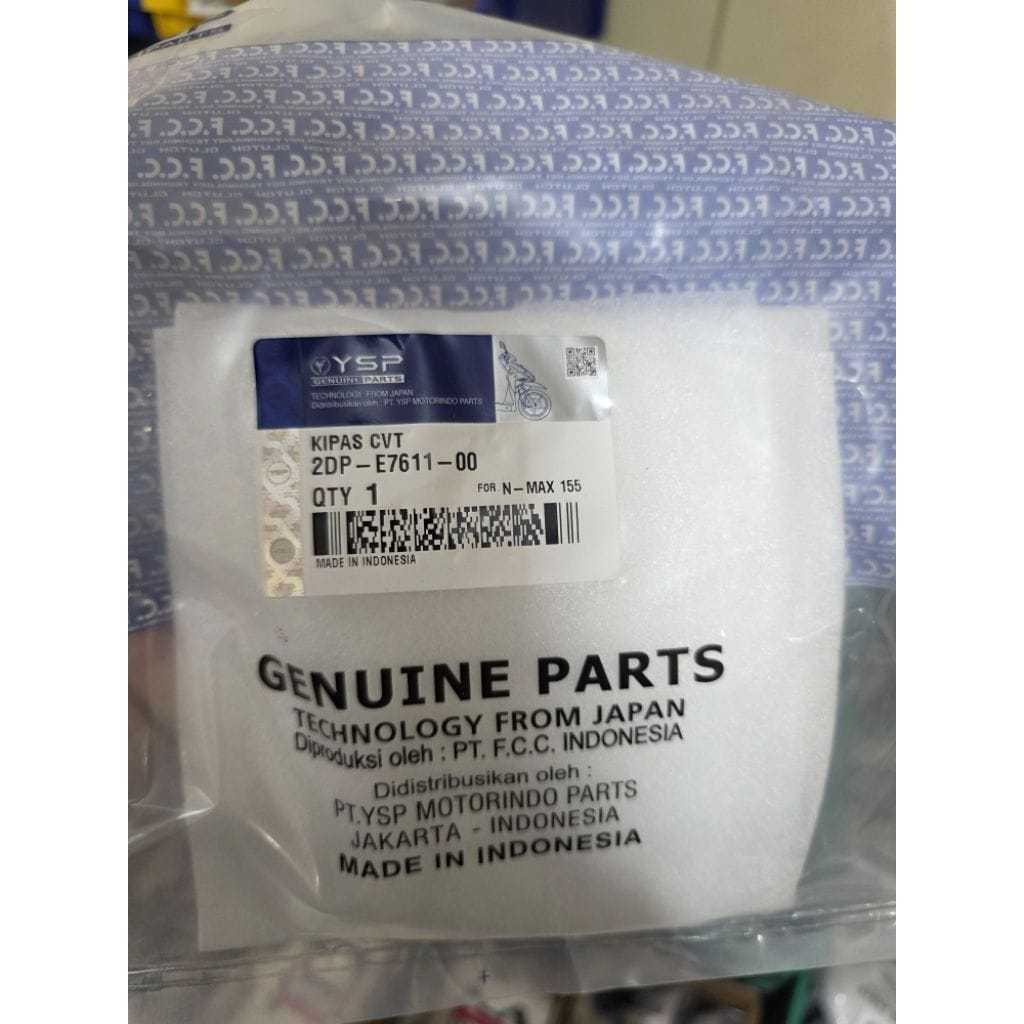 F.C.C. F.C.C. F.C.C. F.C.C. F.C.C. F.C.C.
YSP
GENUINE PARTS
TECHNOLOGY FROM JAPAN
Didistribusikan oleh : PT. YSP MOTORINDO PARTS
KIPAS CVT
2DP-E7611-00
QTY 1 FOR N-MAX 155
MADE IN INDONESIA
GENUINE PARTS
TECHNOLOGY FROM JAPAN
Diproduksi oleh : PT. F.C.C. INDONESIA
Didistribusikan oleh :
PT.YSP MOTORINDO PARTS
JAKARTA - INDONESIA
MADE IN INDONESIA